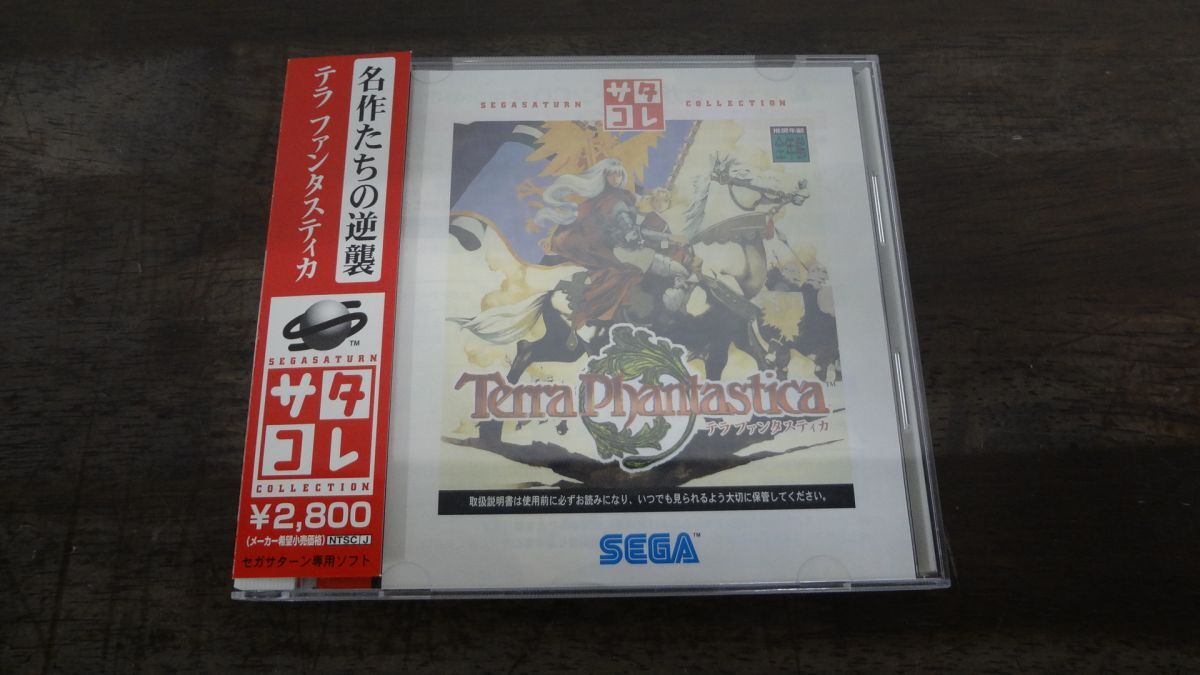 名作たちの逆襲
テラ ファンタスティカ
TM
SEGASATURN
サタ
コレ
COLLECTION
¥2,800
(メーカー希望小売価格) NTSC J
セガサターン専用ソフト
SEGASATURN
サタ
コレ
COLLECTION
Terra Phantastica TM
テラ ファンタスティカ
取扱説明書は使用前に必ずお読みになり、いつでも見られるよう大切に保管してください。
SEGA TM